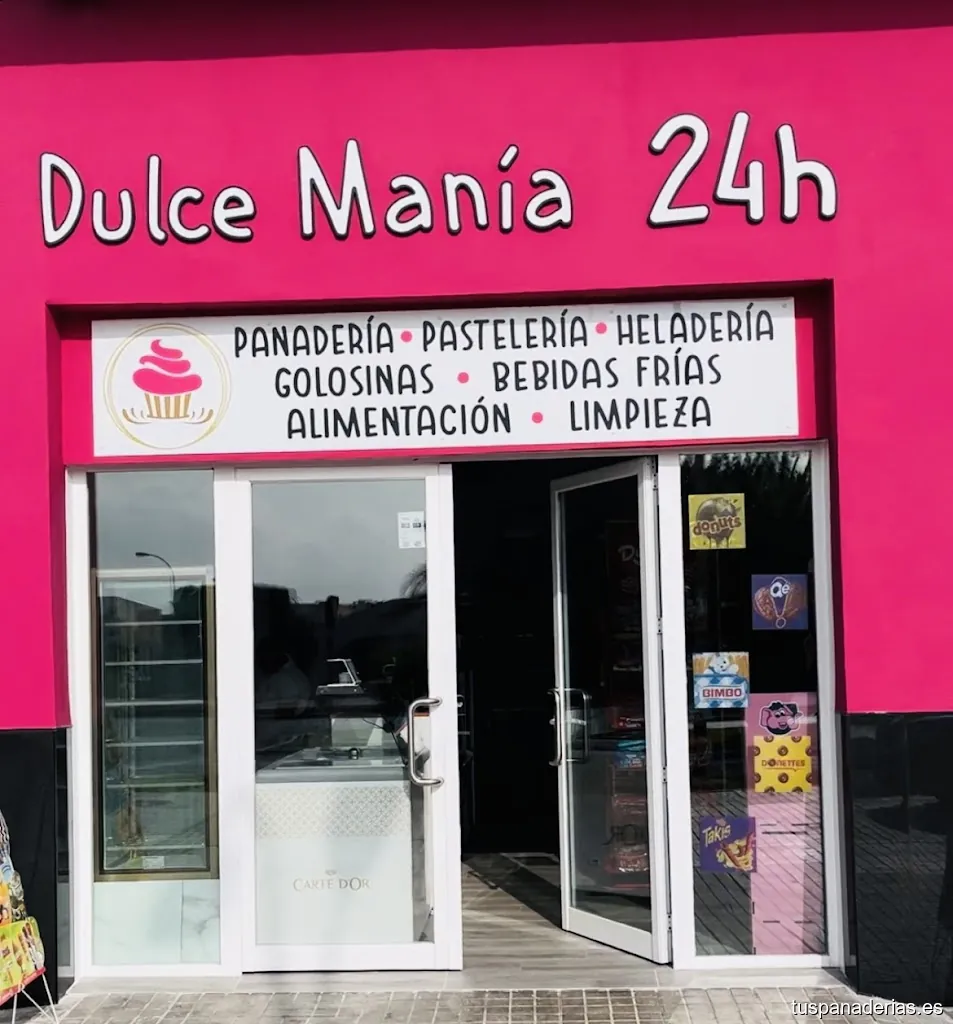 Dulce Manía 24h
PANADERÍA • PASTELERÍA • HELADERÍA
GOLOSINAS • BEBIDAS FRÍAS
ALIMENTACIÓN • LIMPIEZA
donuts
BIMBO
DONETTES
Takis
CARTE D'OR
tuspanaderias.es